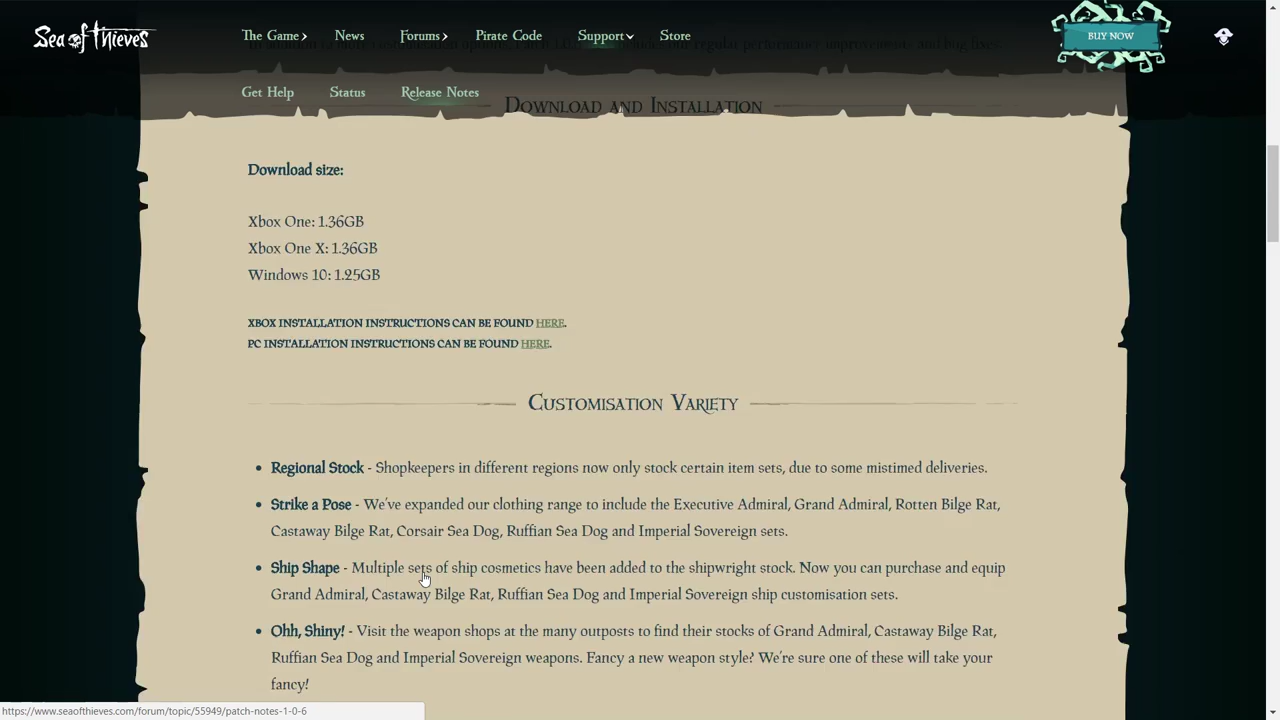 Sea of Thieves
The Game News Forums Pirate Code Support Store
BUY NOW
Get Help Status Release Notes
Download and Installation
Download size:
Xbox One: 1.36GB
Xbox One X: 1.36GB
Windows 10: 1.25GB
XBOX INSTALLATION INSTRUCTIONS CAN BE FOUND HERE.
PC INSTALLATION INSTRUCTIONS CAN BE FOUND HERE.
Customisation Variety
• Regional Stock - Shopkeepers in different regions now only stock certain item sets, due to some mistimed deliveries.
• Strike a Pose - We've expanded our clothing range to include the Executive Admiral, Grand Admiral, Rotten Bilge Rat,
Castaway Bilge Rat, Corsair Sea Dog, Ruffian Sea Dog and Imperial Sovereign sets.
• Ship Shape - Multiple sets of ship cosmetics have been added to the shipwright stock. Now you can purchase and equip
Grand Admiral, Castaway Bilge Rat, Ruffian Sea Dog and Imperial Sovereign ship customisation sets.
• Ohh, Shiny! - Visit the weapon shops at the many outposts to find their stocks of Grand Admiral, Castaway Bilge Rat,
Ruffian Sea Dog and Imperial Sovereign weapons. Fancy a new weapon style? We're sure one of these will take your
fancy!
https://www.seaofthieves.com/forum/topic/55949/patch-notes-1-0-6